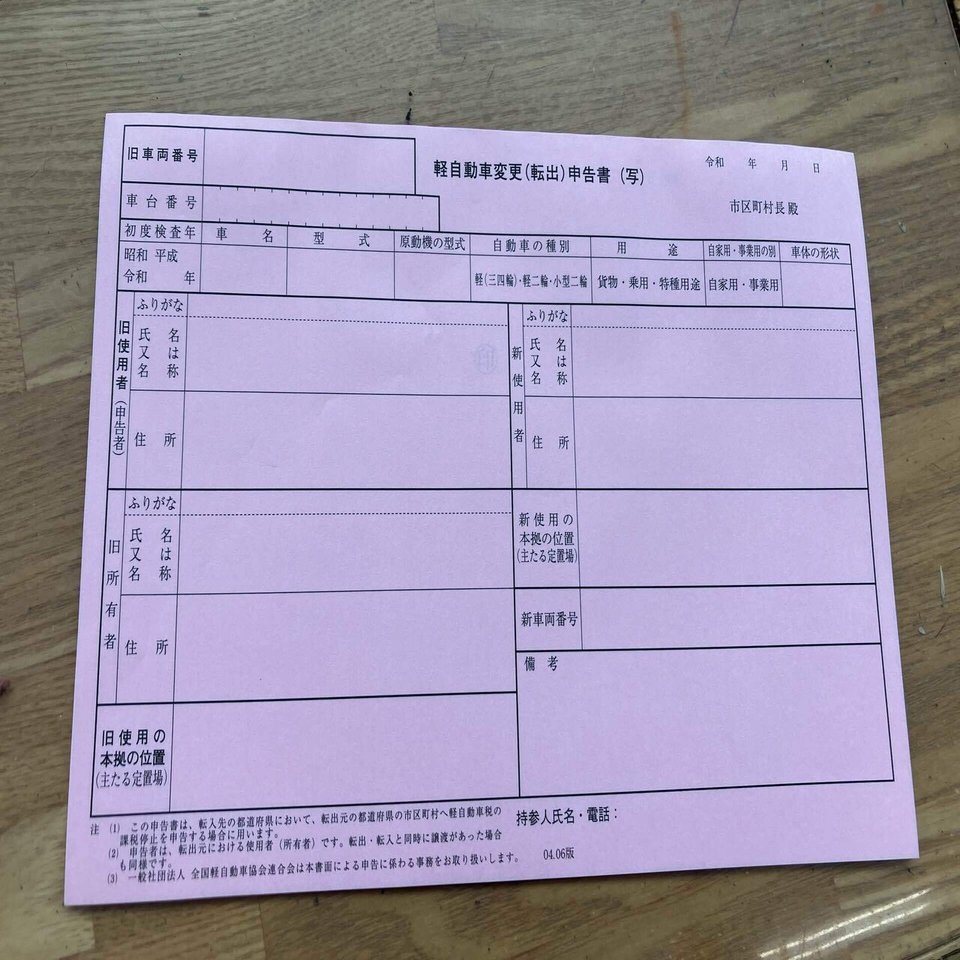 旧車両番号
軽自動車変更(転出)申告書(写)
令和 年 月 日
市区町村長殿
車台番号
初度検査年 車名 型式 原動機の型式 自動車の種別 用途 自家用・事業用の別 車体の形状
昭和 平成
令和 年
軽(三四輪)・軽二輪・小型二輪 貨物・乗用・特種用途 自家用・事業用
旧使用者(申告者)
ふりがな
氏名
又は
名称
住所
新使用者
ふりがな
氏名
又は
名称
住所
旧所有者
ふりがな
氏名
又は
名称
住所
新使用の
本拠の位置
(主たる定置場)
新車両番号
備考
旧使用の
本拠の位置
(主たる定置場)
注 (1) この申告書は、転入先の都道府県において、転出元の都道府県の市区町村へ軽自動車税の
課税停止を申告する場合に用います。
(2) 申告者は、転出元における使用者(所有者)です。転出・転入と同時に譲渡があった場合
も同様です。
(3) 一般社団法人 全国軽自動車協会連合会は本書面による申告に係わる事務をお取り扱いします。
04.06版
持参人氏名・電話: